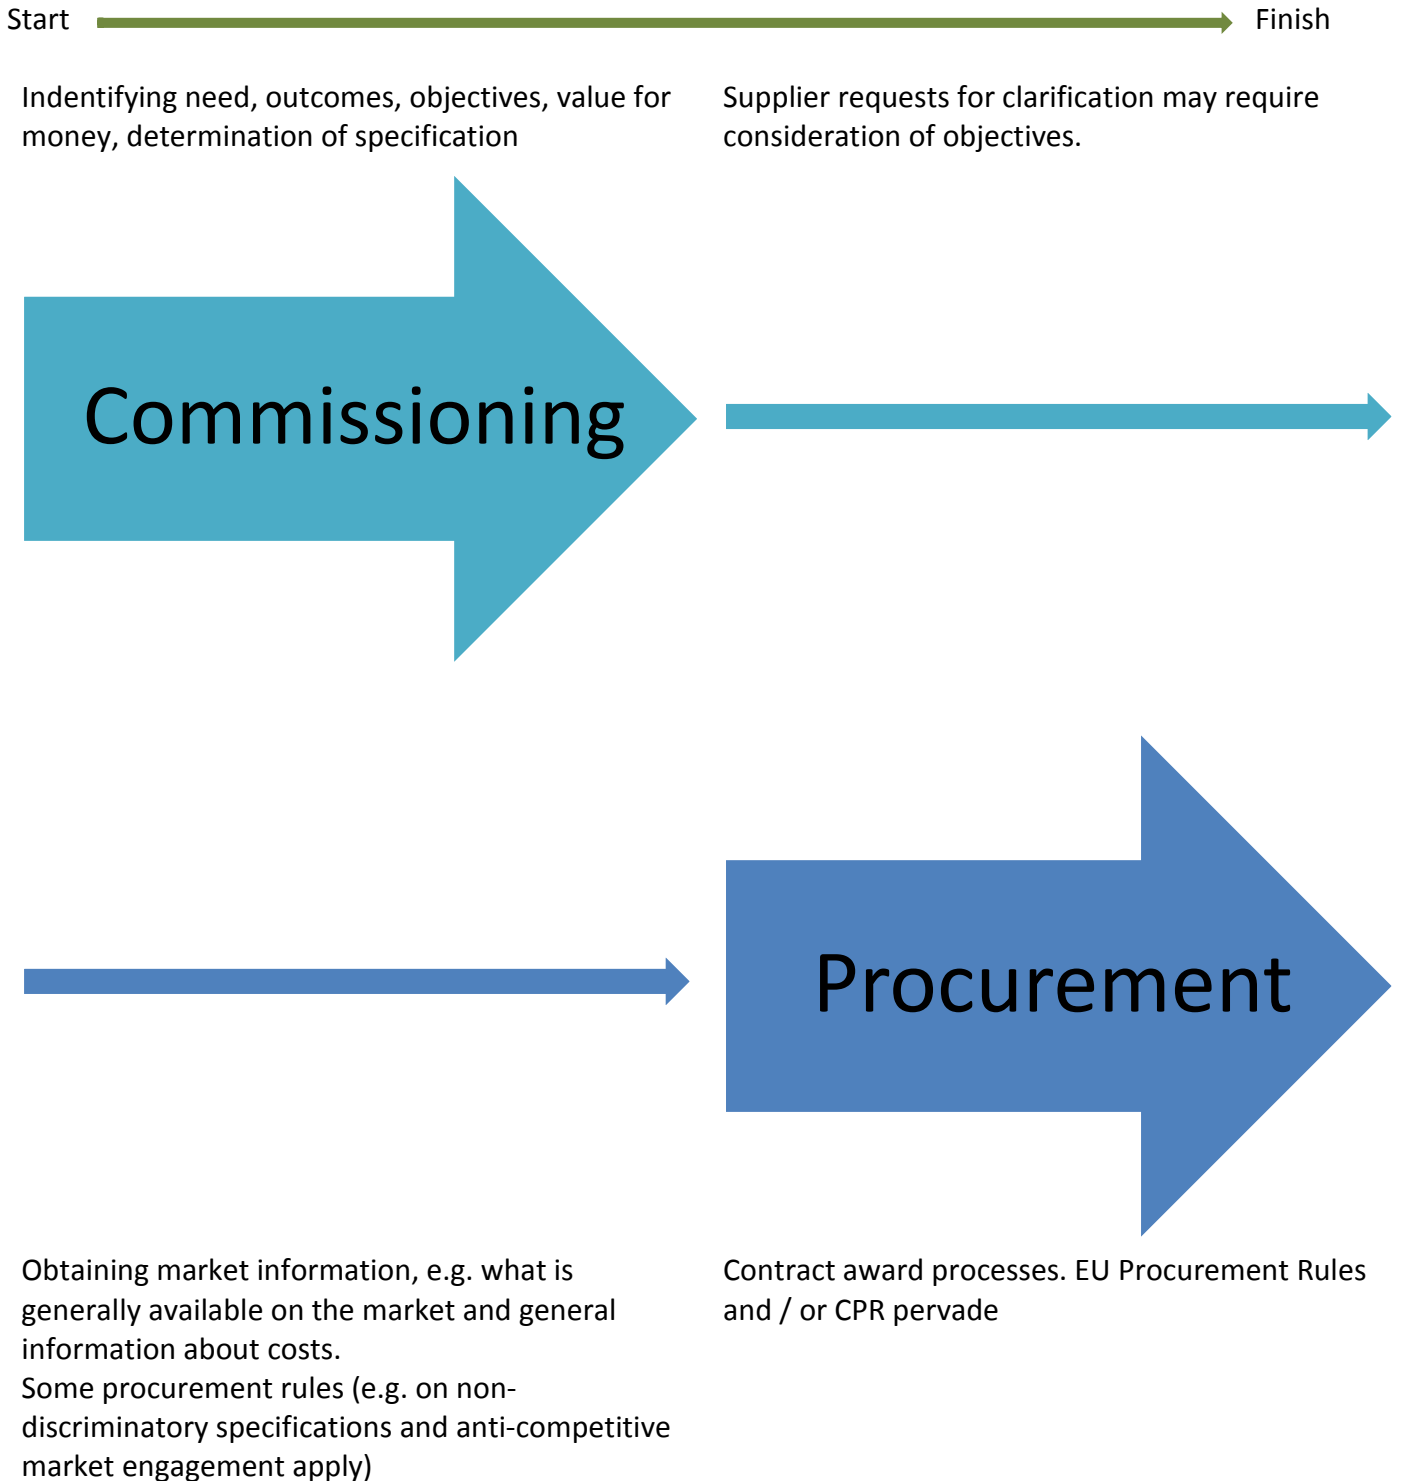 Start
Finish
Indentifying need, outcomes, objectives, value for
money, determination of specification
Supplier requests for clarification may require
consideration of objectives.
Commissioning
Procurement
Obtaining market information, e.g. what is
generally available on the market and general
information about costs.
Some procurement rules (e.g. on non-
discriminatory specifications and anti-competitive
market engagement apply)
Contract award processes. EU Procurement Rules
and / or CPR pervade